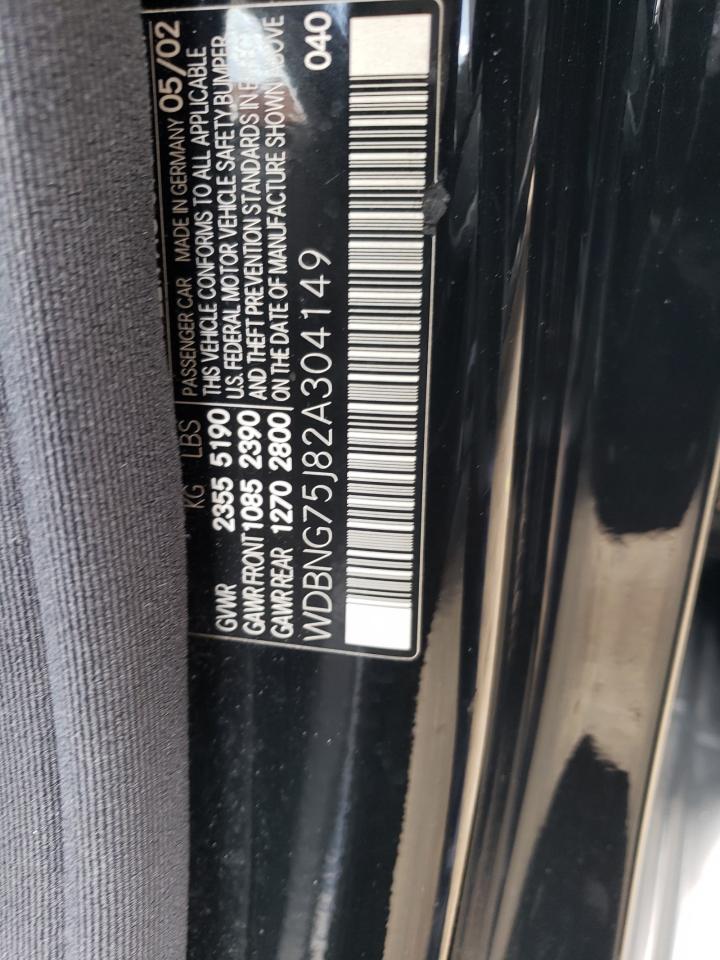 PASSENGER CAR MADE IN GERMANY 05/02
KG LBS THIS VEHICLE CONFORMS TO ALL APPLICABLE
GVWR 2355 5190 U.S. FEDERAL MOTOR VEHICLE SAFETY BUMPER
GAWR FRONT 1085 2390 AND THEFT PREVENTION STANDARDS IN
GAWR REAR 1270 2800 ON THE DATE OF MANUFACTURE SHOWN ABOVE
WDBNG75J82A304149 040